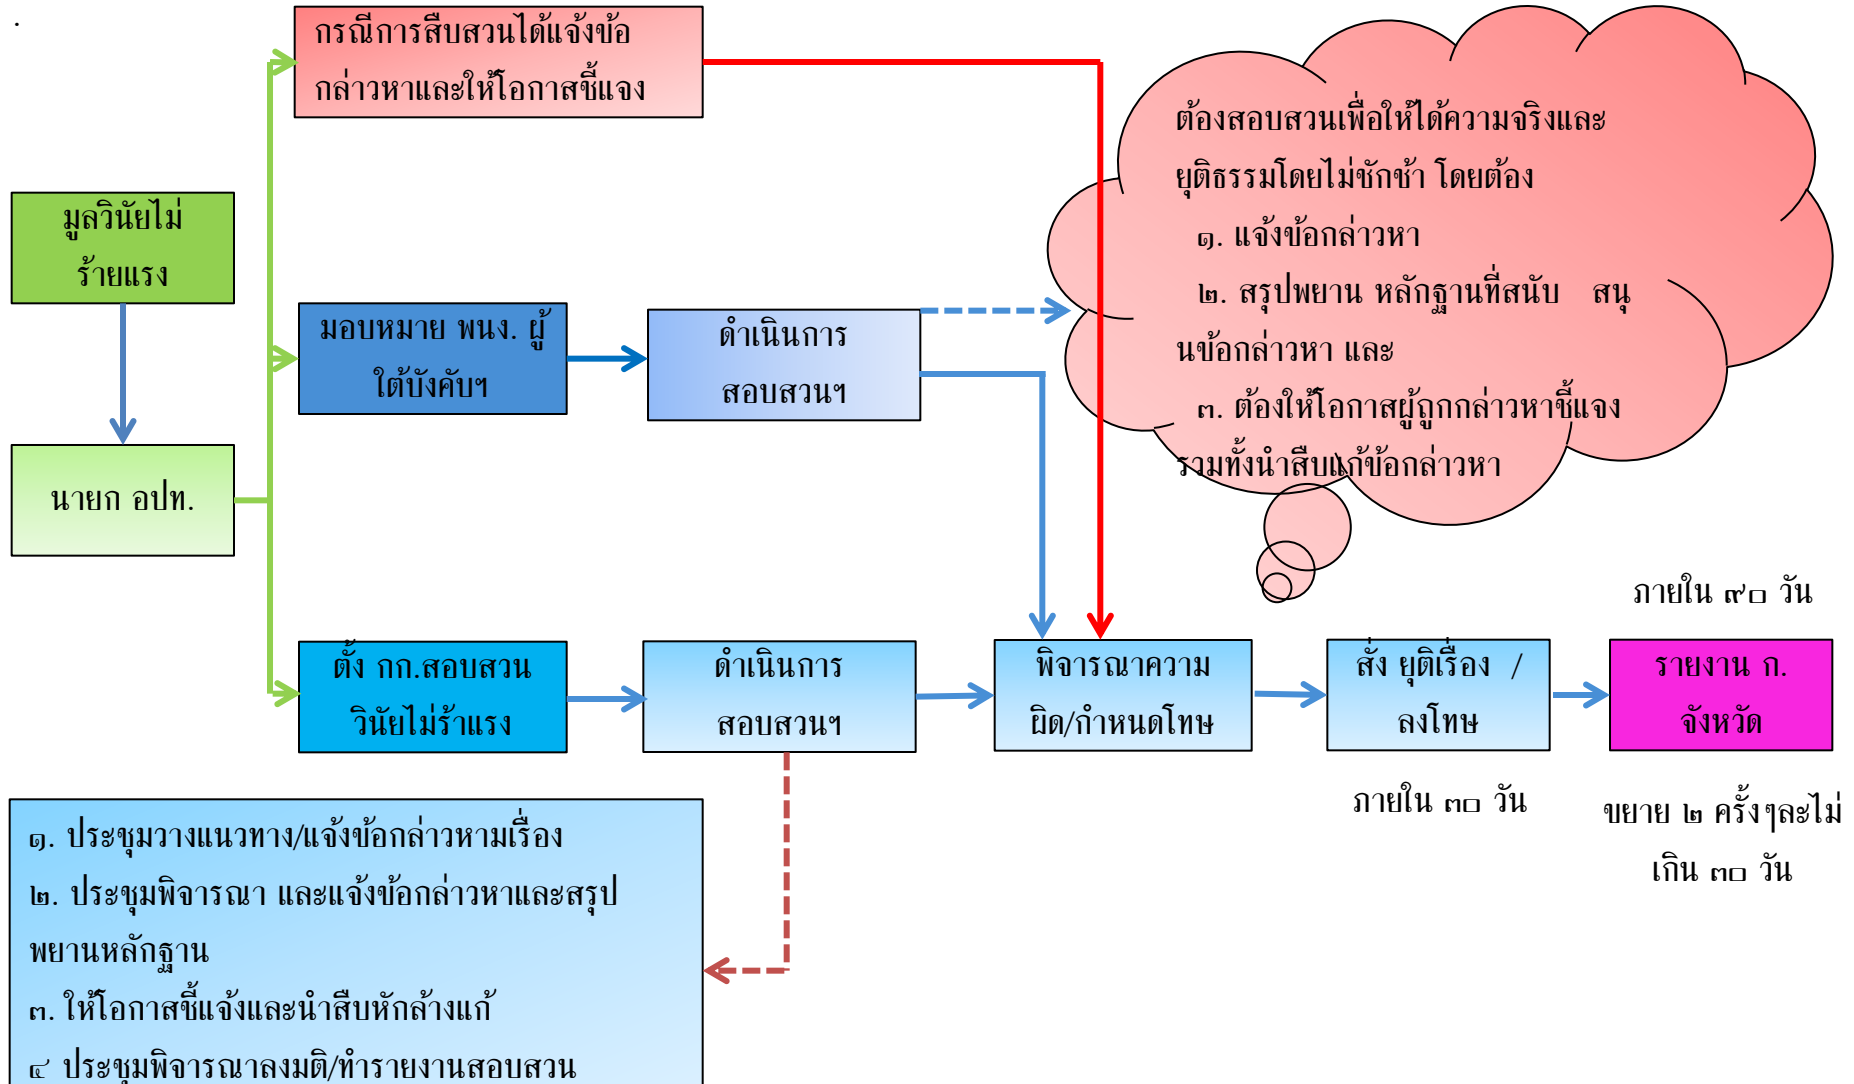 .
กรณีการสืบสวนได้แจ้งข้อ
กล่าวหาและให้โอกาสชี้แจง
ต้องสอบสวนเพื่อให้ได้ความจริงและ
ยุติธรรมโดยไม่ชักช้า โดยต้อง
๑. แจ้งข้อกล่าวหา
๒. สรุปพยาน หลักฐานที่สนับ สนุ
นข้อกล่าวหา และ
๓. ต้องให้โอกาสผู้ถูกกล่าวหาชี้แจง
รวมทั้งนำสืบแก้ข้อกล่าวหา
มูลวินัยไม่
ร้ายแรง
มอบหมาย พนง. ผู้
ใต้บังคับฯ
ดำเนินการ
สอบสวนฯ
นายก อปท.
ภายใน ๙๐ วัน
ตั้ง กก.สอบสวน
วินัยไม่ร้าแรง
ดำเนินการ
สอบสวนฯ
พิจารณาความ
ผิด/กำหนดโทษ
สั่ง ยุติเรื่อง /
ลงโทษ
รายงาน ก.
จังหวัด
ภายใน ๓๐ วัน
ขยาย ๒ ครั้งๆละไม่
เกิน ๓๐ วัน
๑. ประชุมวางแนวทาง/แจ้งข้อกล่าวหามเรื่อง
๒. ประชุมพิจารณา และแจ้งข้อกล่าวหาและสรุป
พยานหลักฐาน
๓. ให้โอกาสชี้แจ้งและนำสืบหักล้างแก้
๔ ประชุมพิจารณาลงมติ/ทำรายงานสอบสวน